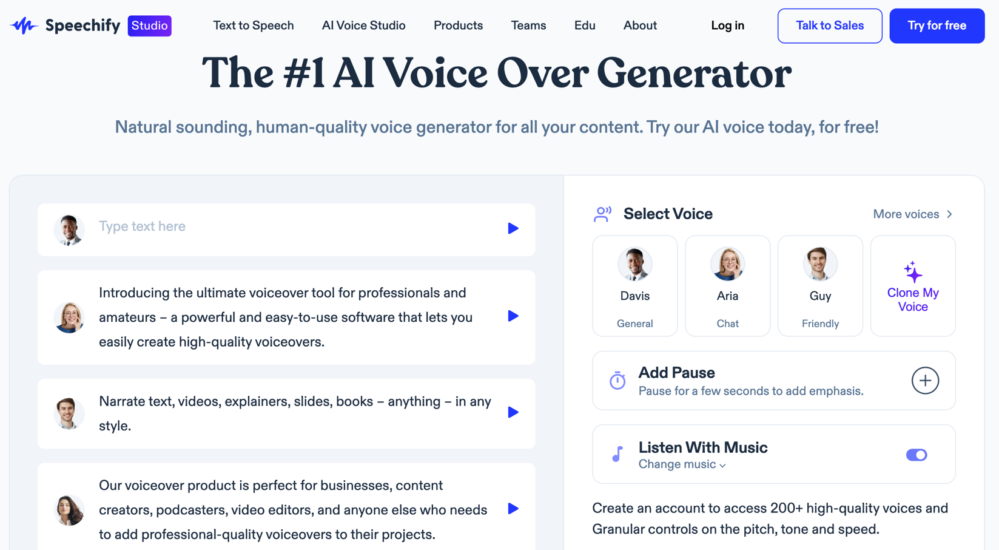 Speechify Studio
Text to Speech
AI Voice Studio
Products
Teams
Edu
About
Log in
Talk to Sales
Try for free
The #1 AI Voice Over Generator
Natural sounding, human-quality voice generator for all your content. Try our AI voice today, for free!
Type text here
Introducing the ultimate voiceover tool for professionals and
amateurs – a powerful and easy-to-use software that lets you
easily create high-quality voiceovers.
Narrate text, videos, explainers, slides, books – anything – in any
style.
Our voiceover product is perfect for businesses, content
creators, podcasters, video editors, and anyone else who needs
to add professional-quality voiceovers to their projects.
Select Voice
More voices
Davis
General
Aria
Chat
Guy
Friendly
Clone My
Voice
Add Pause
Pause for a few seconds to add emphasis.
Listen With Music
Change music
Create an account to access 200+ high-quality voices and
Granular controls on the pitch, tone and speed.